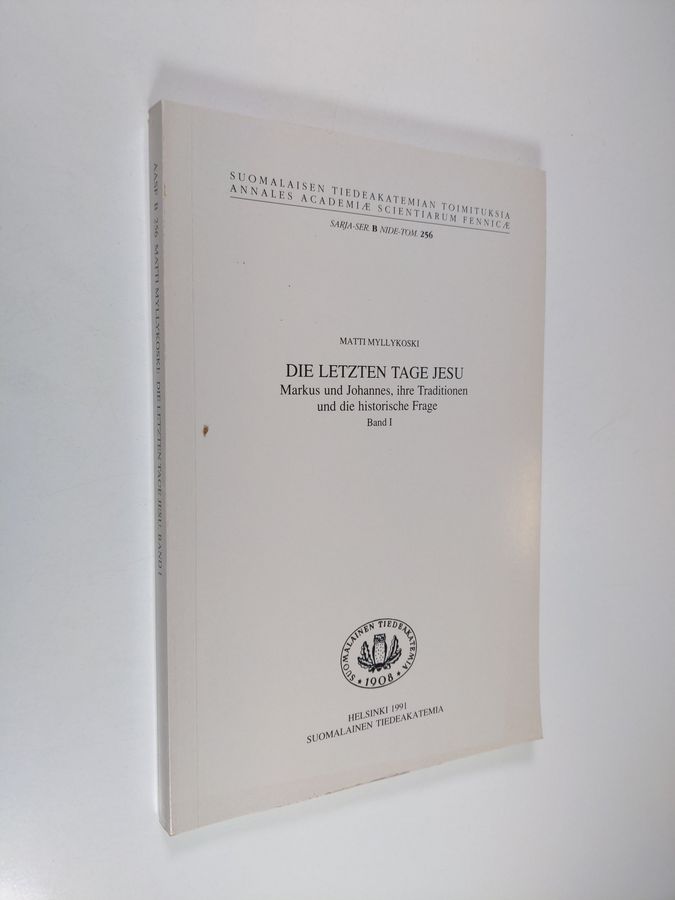 SUOMALAISEN TIEDEAKATEMIAN TOIMITUKSIA
ANNALES ACADEMIÆ SCIENTIARUM FENNICÆ
SARJA-SER. B NIDE-TOM. 256
MATTI MYLLYKOSKI
DIE LETZTEN TAGE JESU
Markus und Johannes, ihre Traditionen
und die historische Frage
Band I
SUOMALAINEN TIEDEAKATEMIA
* 1908 *
HELSINKI 1991
SUOMALAINEN TIEDEAKATEMIA
AASF B 256 MATTI MYLLYKOSKI: DIE LETZTEN TAGE JESU. BAND I